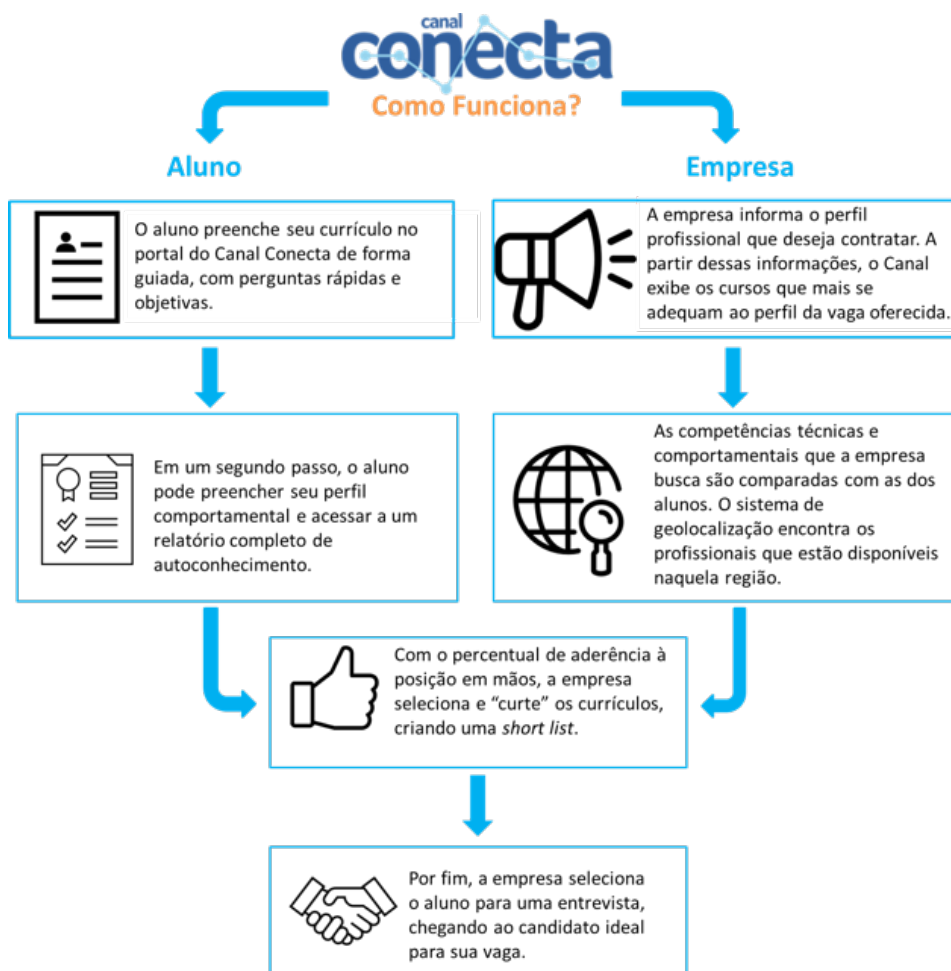 canal
conecta
Como Funciona?
Aluno
Empresa
O aluno preenche seu currículo no
portal do Canal Conecta de forma
guiada, com perguntas rápidas e
objetivas.
A empresa informa o perfil
profissional que deseja contratar. A
partir dessas informações, o Canal
exibe os cursos que mais se
adequam ao perfil da vaga oferecida.
Em um segundo passo, o aluno
pode preencher seu perfil
comportamental e acessar a um
relatório completo de
autoconhecimento.
As competências técnicas e
comportamentais que a empresa
busca são comparadas com as dos
alunos. O sistema de
geolocalização encontra os
profissionais que estão disponíveis
naquela região.
Com o percentual de aderência à
posição em mãos, a empresa
seleciona e “curte” os currículos,
criando uma short list.
Por fim, a empresa seleciona
o aluno para uma entrevista,
chegando ao candidato ideal
para sua vaga.